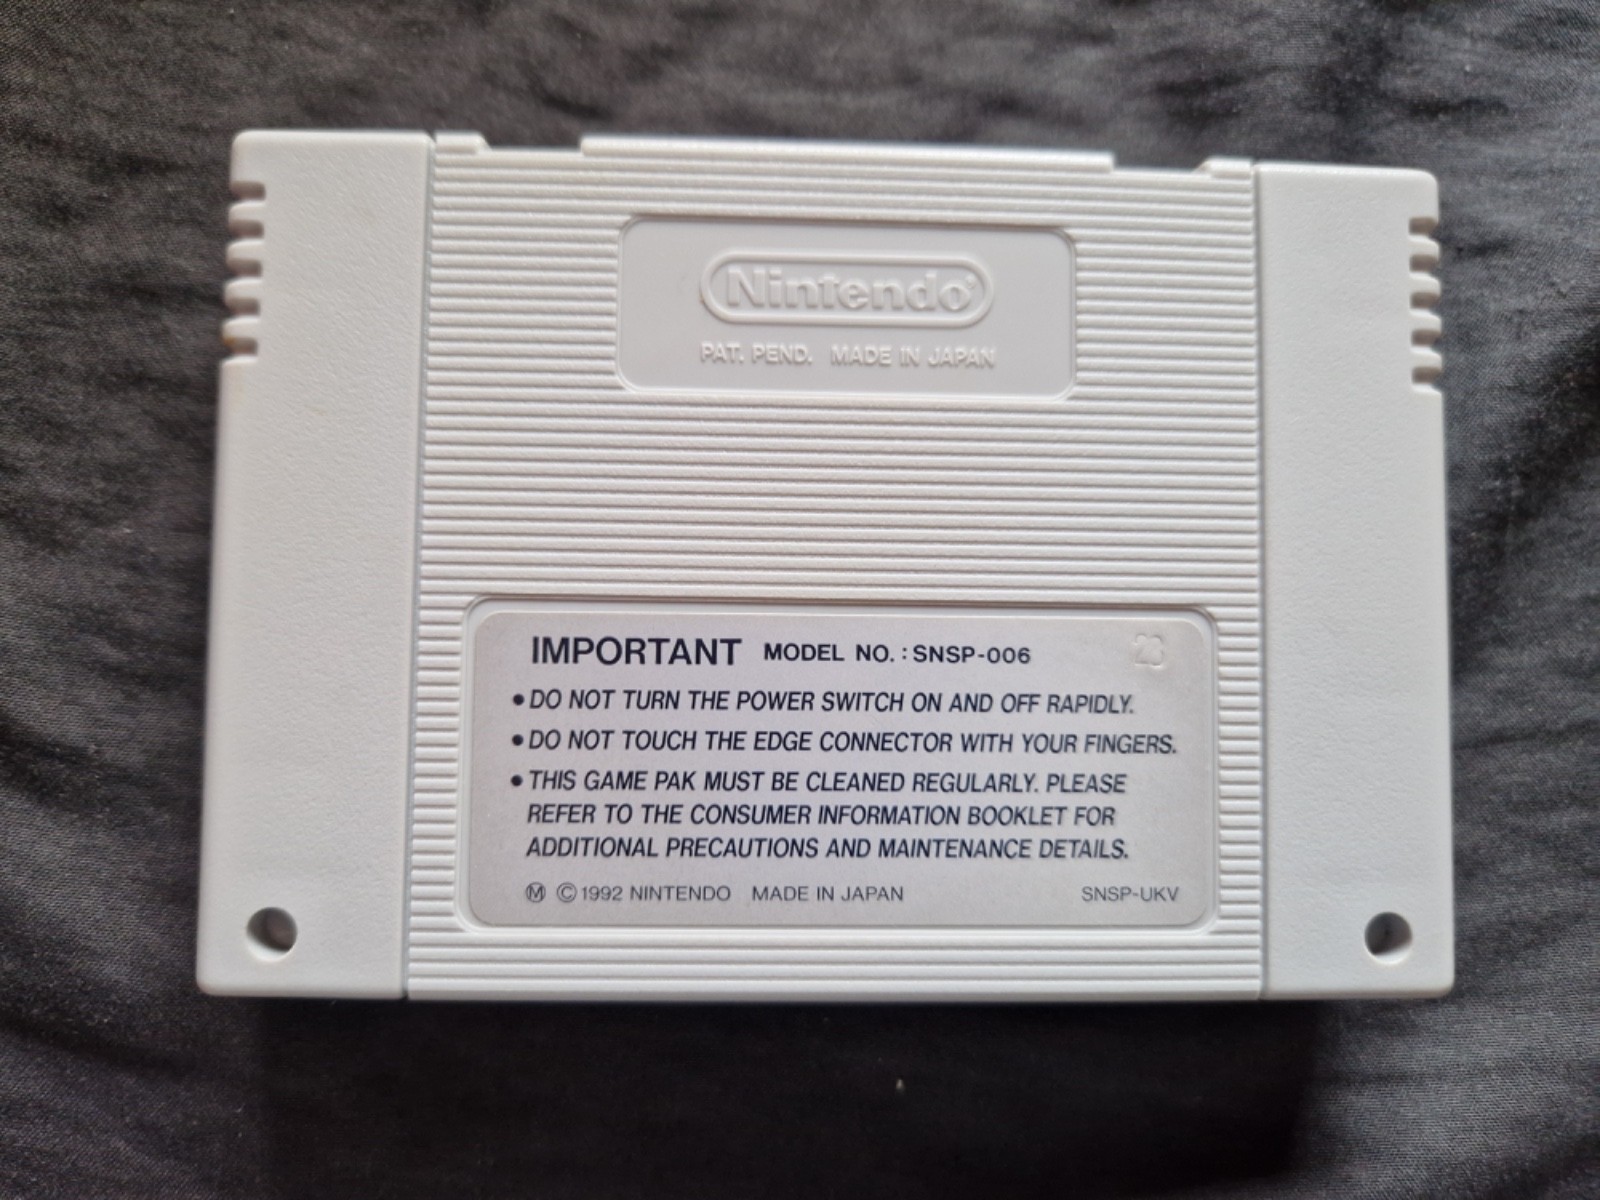 Nintendo®
PAT. PEND. MADE IN JAPAN
IMPORTANT MODEL NO.: SNSP-006
23
• DO NOT TURN THE POWER SWITCH ON AND OFF RAPIDLY.
• DO NOT TOUCH THE EDGE CONNECTOR WITH YOUR FINGERS.
• THIS GAME PAK MUST BE CLEANED REGULARLY. PLEASE
REFER TO THE CONSUMER INFORMATION BOOKLET FOR
ADDITIONAL PRECAUTIONS AND MAINTENANCE DETAILS.
Ⓜ ©1992 NINTENDO MADE IN JAPAN SNSP-UKV